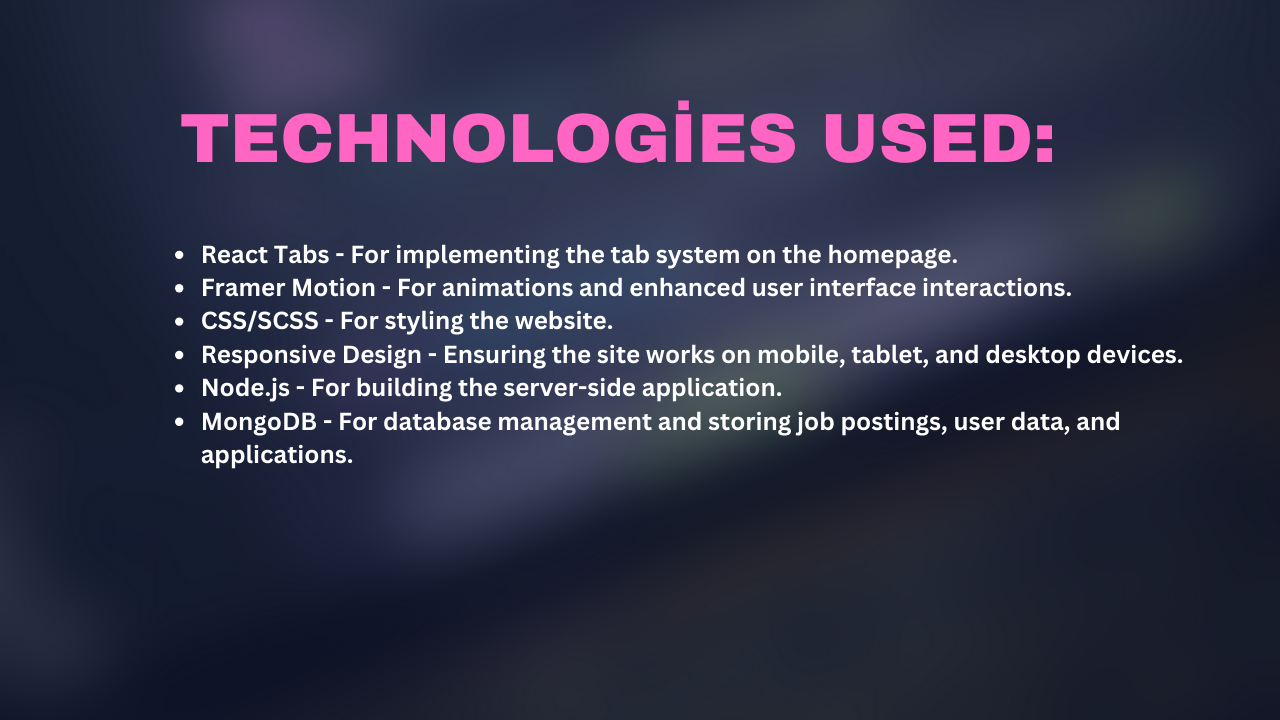 TECHNOLOGİES USED:
• React Tabs - For implementing the tab system on the homepage.
• Framer Motion - For animations and enhanced user interface interactions.
• CSS/SCSS - For styling the website.
• Responsive Design - Ensuring the site works on mobile, tablet, and desktop devices.
• Node.js - For building the server-side application.
• MongoDB - For database management and storing job postings, user data, and
applications.